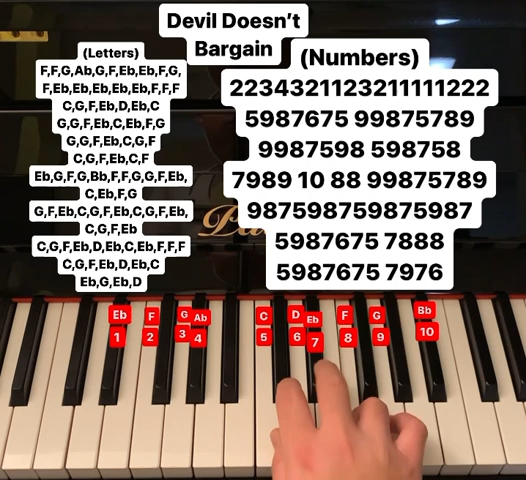 Devil Doesn't
Bargain
(Letters)
F,F,G,Ab,G,F,Eb,Eb,F,G,
F,Eb,Eb,Eb,Eb,Eb,F,F,F
C,G,F,Eb,D,Eb,C
G,G,F,Eb,C,Eb,F,G
G,G,F,Eb,C,G,F
C,G,F,Eb,C,F
Eb,G,F,G,Bb,F,F,G,G,F,Eb,
C,Eb,F,G
G,F,Eb,C,G,F,Eb,C,G,F,Eb,
C,G,F,Eb
C,G,F,Eb,D,Eb,C,Eb,F,F,F
C,G,F,Eb,D,Eb,C
Eb,G,Eb,D
(Numbers)
2234321123211111222
5987675 99875789
9987598 598758
7989 10 88 99875789
987598759875987
5987675 7888
5987675 7976
Eb F G Ab C D Eb F G Bb
1 2 3 4 5 6 7 8 9 10